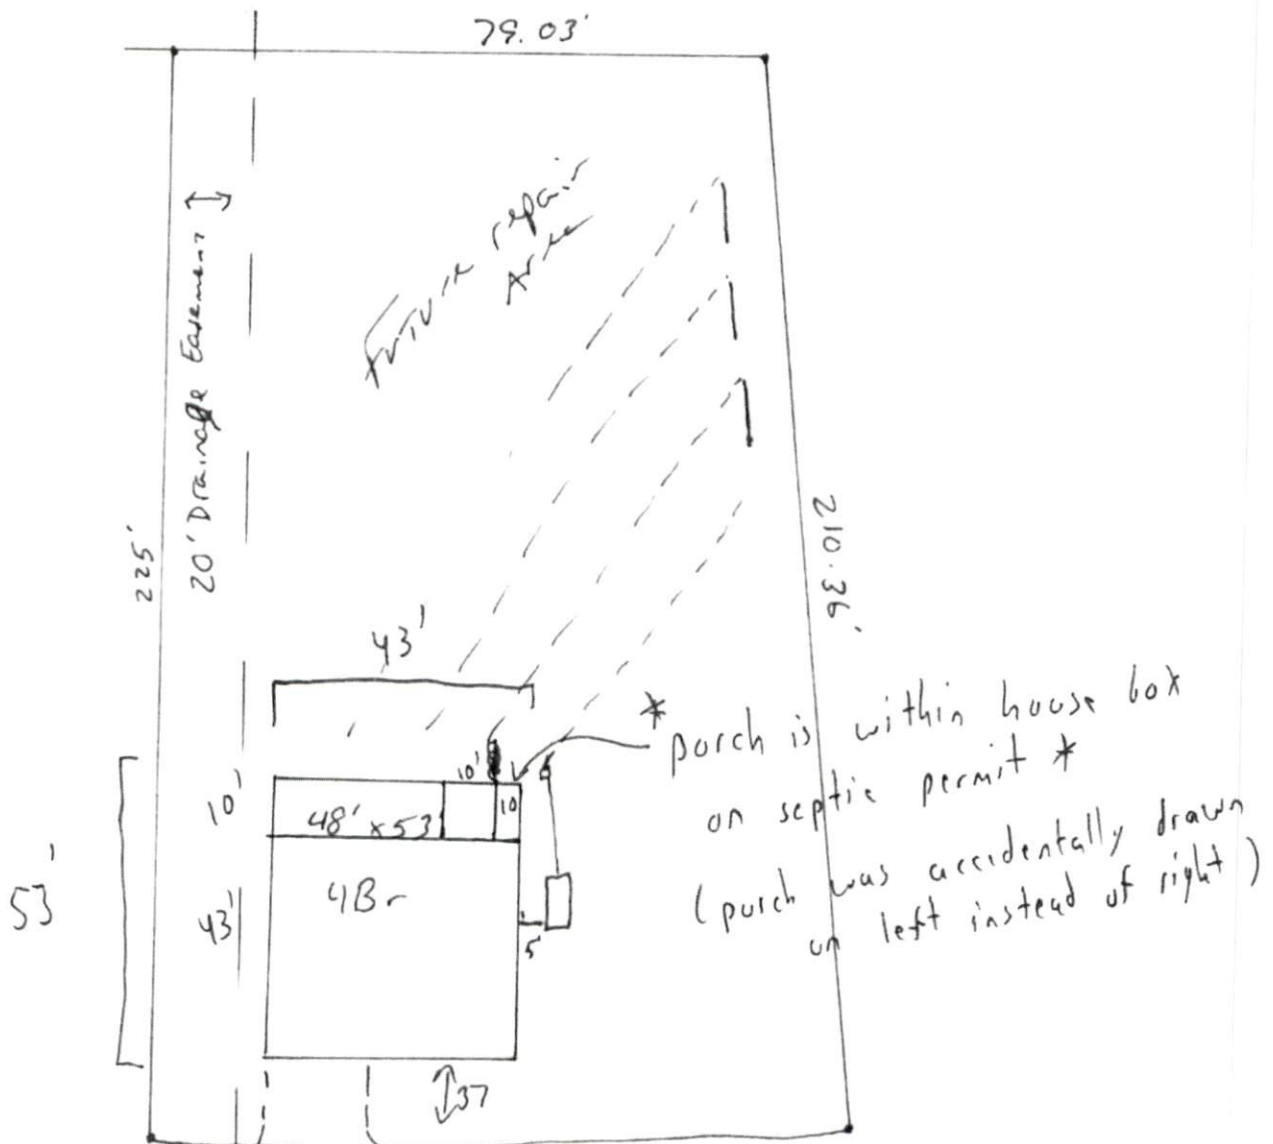 79.03'
20' Drainage Easement
Future repair
Area
225'
210.36'
43'
* porch is within house box
on septic permit *
(porch was accidentally drawn
on left instead of right)
10'
10'
10
48' x 53'
53'
43'
4Br
5'
37